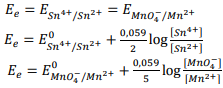 E_e = E_{Sn^{4+}/Sn^{2+}} = E_{MnO_4^-/Mn^{2+}}
E_e = E^0_{Sn^{4+}/Sn^{2+}} + \frac{0,059}{2} log \frac{[Sn^{4+}]}{[Sn^{2+}]}
E_e = E^0_{MnO_4^-/Mn^{2+}} + \frac{0,059}{5} log \frac{[MnO_4^-]}{[Mn^{2+}]}